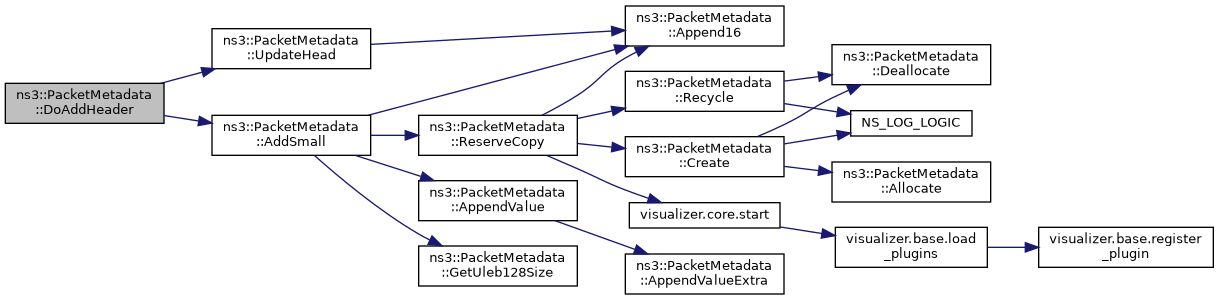 ns3::PacketMetadata
::DoAddHeader
ns3::PacketMetadata
::UpdateHead
ns3::PacketMetadata
::AddSmall
ns3::PacketMetadata
::ReserveCopy
ns3::PacketMetadata
::AppendValue
ns3::PacketMetadata
::GetUleb128Size
ns3::PacketMetadata
::Append16
ns3::PacketMetadata
::Recycle
ns3::PacketMetadata
::Create
visualizer.core.start
ns3::PacketMetadata
::AppendValueExtra
ns3::PacketMetadata
::Deallocate
NS_LOG_LOGIC
ns3::PacketMetadata
::Allocate
visualizer.base.load
_plugins
visualizer.base.register
_plugin